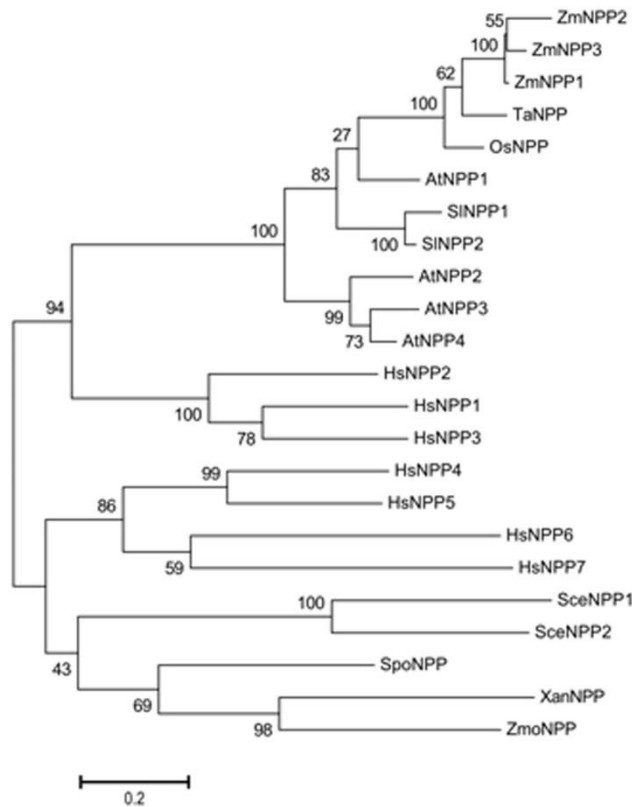 55
ZmNPP2
100
ZmNPP3
62
ZmNPP1
100
TaNPP
27
OsNPP
83
AtNPP1
SlNPP1
100
100
SlNPP2
AtNPP2
99
AtNPP3
94
73
AtNPP4
HsNPP2
100
HsNPP1
78
HsNPP3
99
HsNPP4
86
HsNPP5
HsNPP6
59
HsNPP7
100
SceNPP1
SceNPP2
43
SpoNPP
69
XanNPP
98
ZmoNPP
0.2